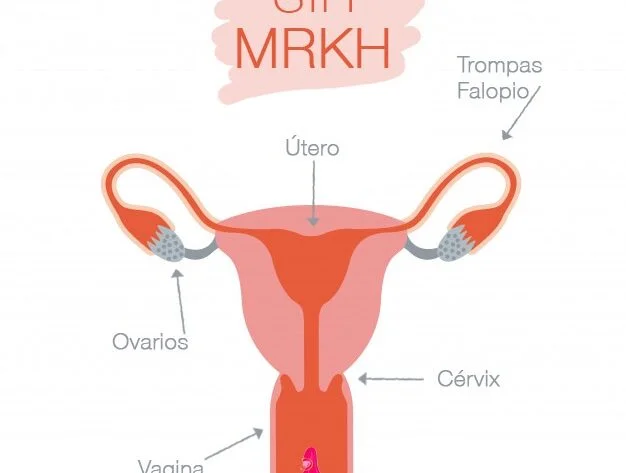 MRKH
Trompas
Falopio
Útero
Ovarios
Cérvix
Vagina